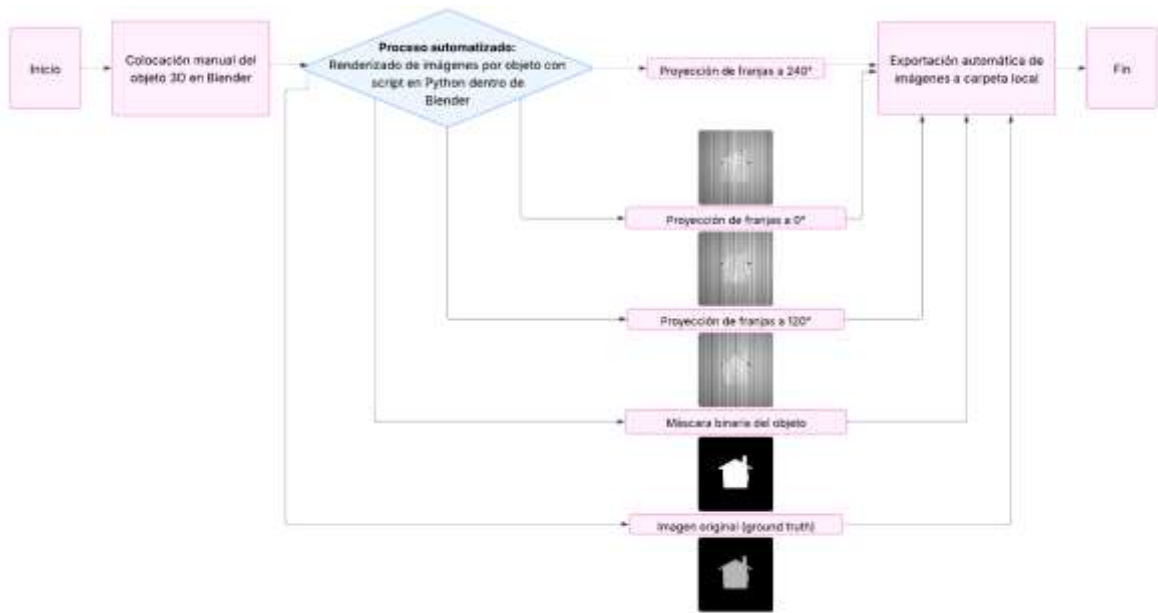 Inicio
Colocación manual del
objeto 3D en Blender
Proceso automatizado:
Renderizado de imágenes por objeto con
script en Python dentro de
Blender
Proyección de franjas a 240°
Exportación automática de
imágenes a carpeta local
Fin
Proyección de franjas a 0°
Proyección de franjas a 120°
Máscara binaria del objeto
Imagen original (ground truth)